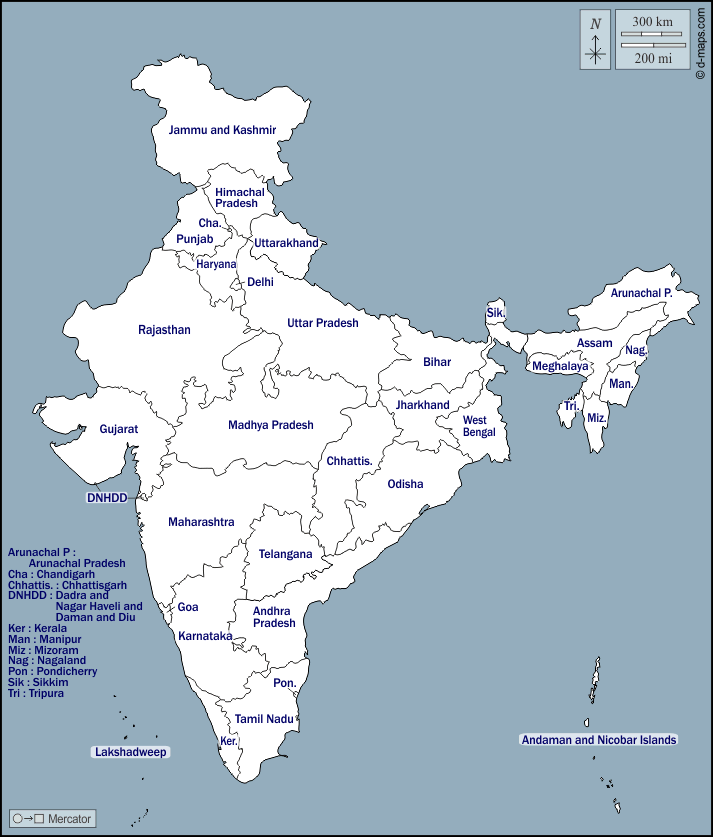 N
300 km
200 mi
© d-maps.com
Jammu and Kashmir
Himachal
Pradesh
Cha.
Punjab
Uttarakhand
Haryana
Delhi
Arunachal P.
Sik.
Rajasthan
Uttar Pradesh
Assam
Nag.
Bihar
Meghalaya
Man.
Jharkhand
Tri.
Miz.
Gujarat
Madhya Pradesh
West
Bengal
Chhattis.
Odisha
DNHDD
Maharashtra
Telangana
Goa
Andhra
Pradesh
Karnataka
Pon.
Tamil Nadu
Ker.
Arunachal P :
Arunachal Pradesh
Cha : Chandigarh
Chhattis. : Chhattisgarh
DNHDD : Dadra and
Nagar Haveli and
Daman and Diu
Ker : Kerala
Man : Manipur
Miz : Mizoram
Nag : Nagaland
Pon : Pondicherry
Sik : Sikkim
Tri : Tripura
Lakshadweep
Andaman and Nicobar Islands
Mercator